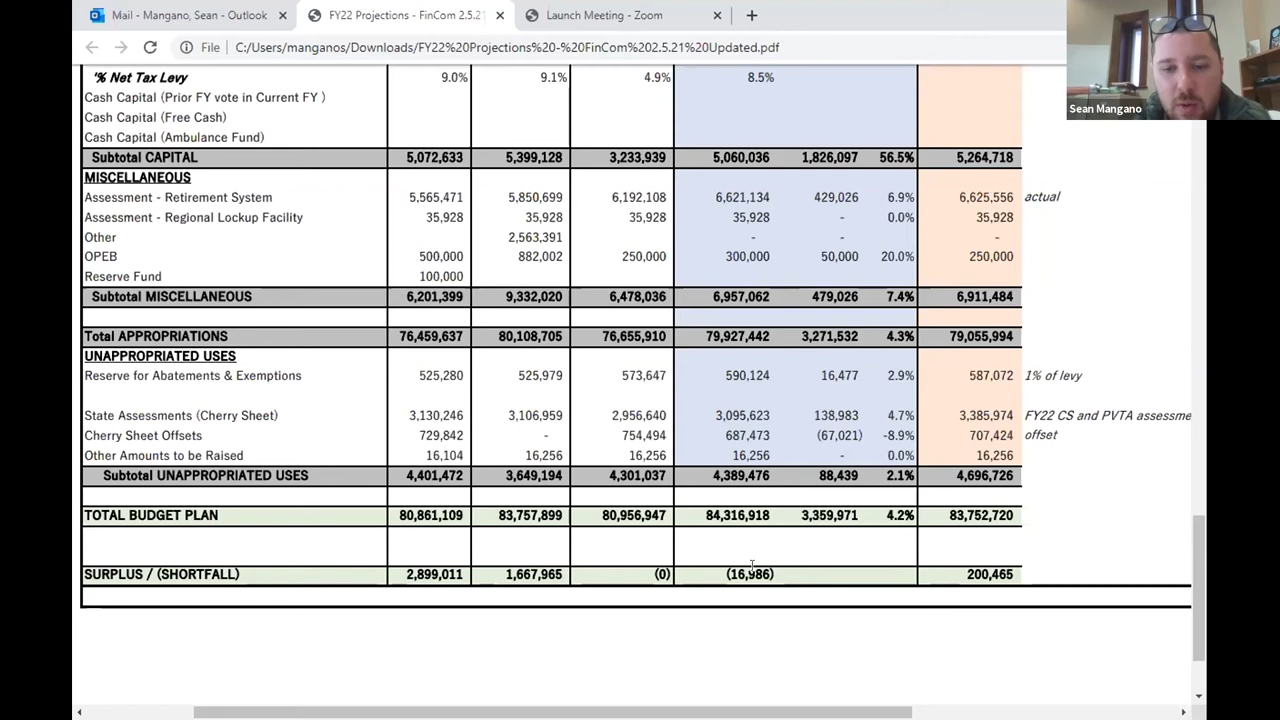 Mail - Mangano, Sean - Outlook FY22 Projections - FinCom 2.5.21 Launch Meeting - Zoom
File C:/Users/manganos/Downloads/FY22%20Projections%20-%20FinCom%202.5.21%20Updated.pdf
Sean Mangano
'% Net Tax Levy 9.0% 9.1% 4.9% 8.5%
Cash Capital (Prior FY vote in Current FY )
Cash Capital (Free Cash)
Cash Capital (Ambulance Fund)
Subtotal CAPITAL 5,072,633 5,399,128 3,233,939 5,060,036 1,826,097 56.5% 5,264,718
MISCELLANEOUS
Assessment - Retirement System 5,565,471 5,850,699 6,192,108 6,621,134 429,026 6.9% 6,625,556 actual
Assessment - Regional Lockup Facility 35,928 35,928 35,928 35,928 - 0.0% 35,928
Other 2,563,391 - - -
OPEB 500,000 882,002 250,000 300,000 50,000 20.0% 250,000
Reserve Fund 100,000
Subtotal MISCELLANEOUS 6,201,399 9,332,020 6,478,036 6,957,062 479,026 7.4% 6,911,484
Total APPROPRIATIONS 76,459,637 80,108,705 76,655,910 79,927,442 3,271,532 4.3% 79,055,994
UNAPPROPRIATED USES
Reserve for Abatements & Exemptions 525,280 525,979 573,647 590,124 16,477 2.9% 587,072 1% of levy
State Assessments (Cherry Sheet) 3,130,246 3,106,959 2,956,640 3,095,623 138,983 4.7% 3,385,974 FY22 CS and PVTA assessme
Cherry Sheet Offsets 729,842 - 754,494 687,473 (67,021) -8.9% 707,424 offset
Other Amounts to be Raised 16,104 16,256 16,256 16,256 - 0.0% 16,256
Subtotal UNAPPROPRIATED USES 4,401,472 3,649,194 4,301,037 4,389,476 88,439 2.1% 4,696,726
TOTAL BUDGET PLAN 80,861,109 83,757,899 80,956,947 84,316,918 3,359,971 4.2% 83,752,720
SURPLUS / (SHORTFALL) 2,899,011 1,667,965 (0) (16,986) 200,465